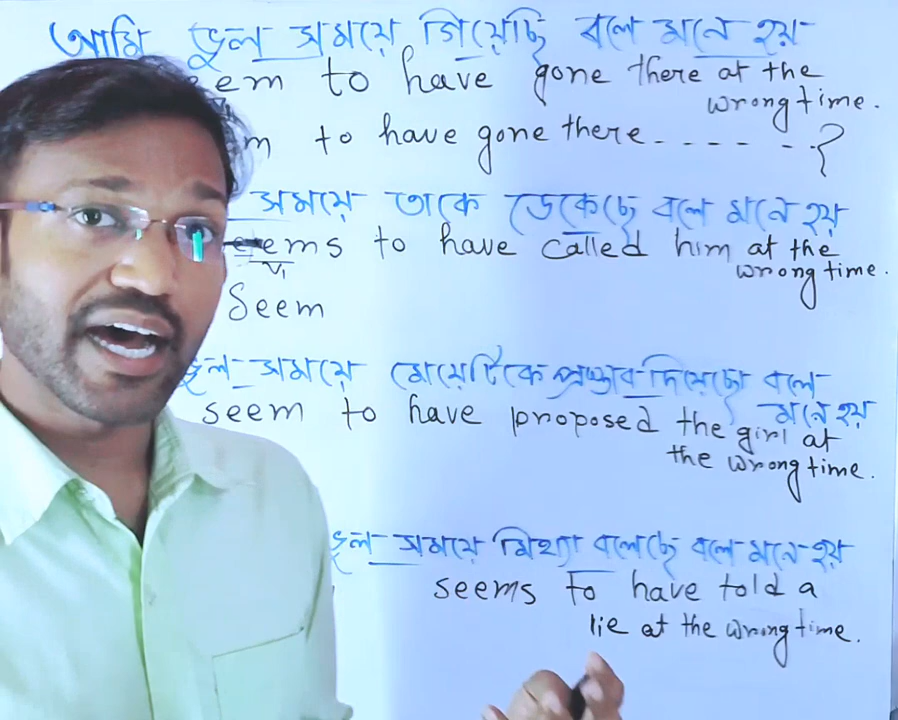 আমি ভুল সময়ে গিয়েছি বলে মনে হয়
to have gone there at the
wrong time.
to have gone there - - - - - - ?
সময়ে তাকে ডেকেছে বলে মনে হয়
seems to have called him at the
wrong time.
V1
Seem
ভুল সময়ে মেয়েটিকে প্রস্তাব দিয়েছো বলে
মনে হয়
seem to have proposed the girl at
the wrong time.
ভুল সময়ে মিথ্যা বলেছে বলে মনে হয়
seems to have told a
lie at the wrong time.